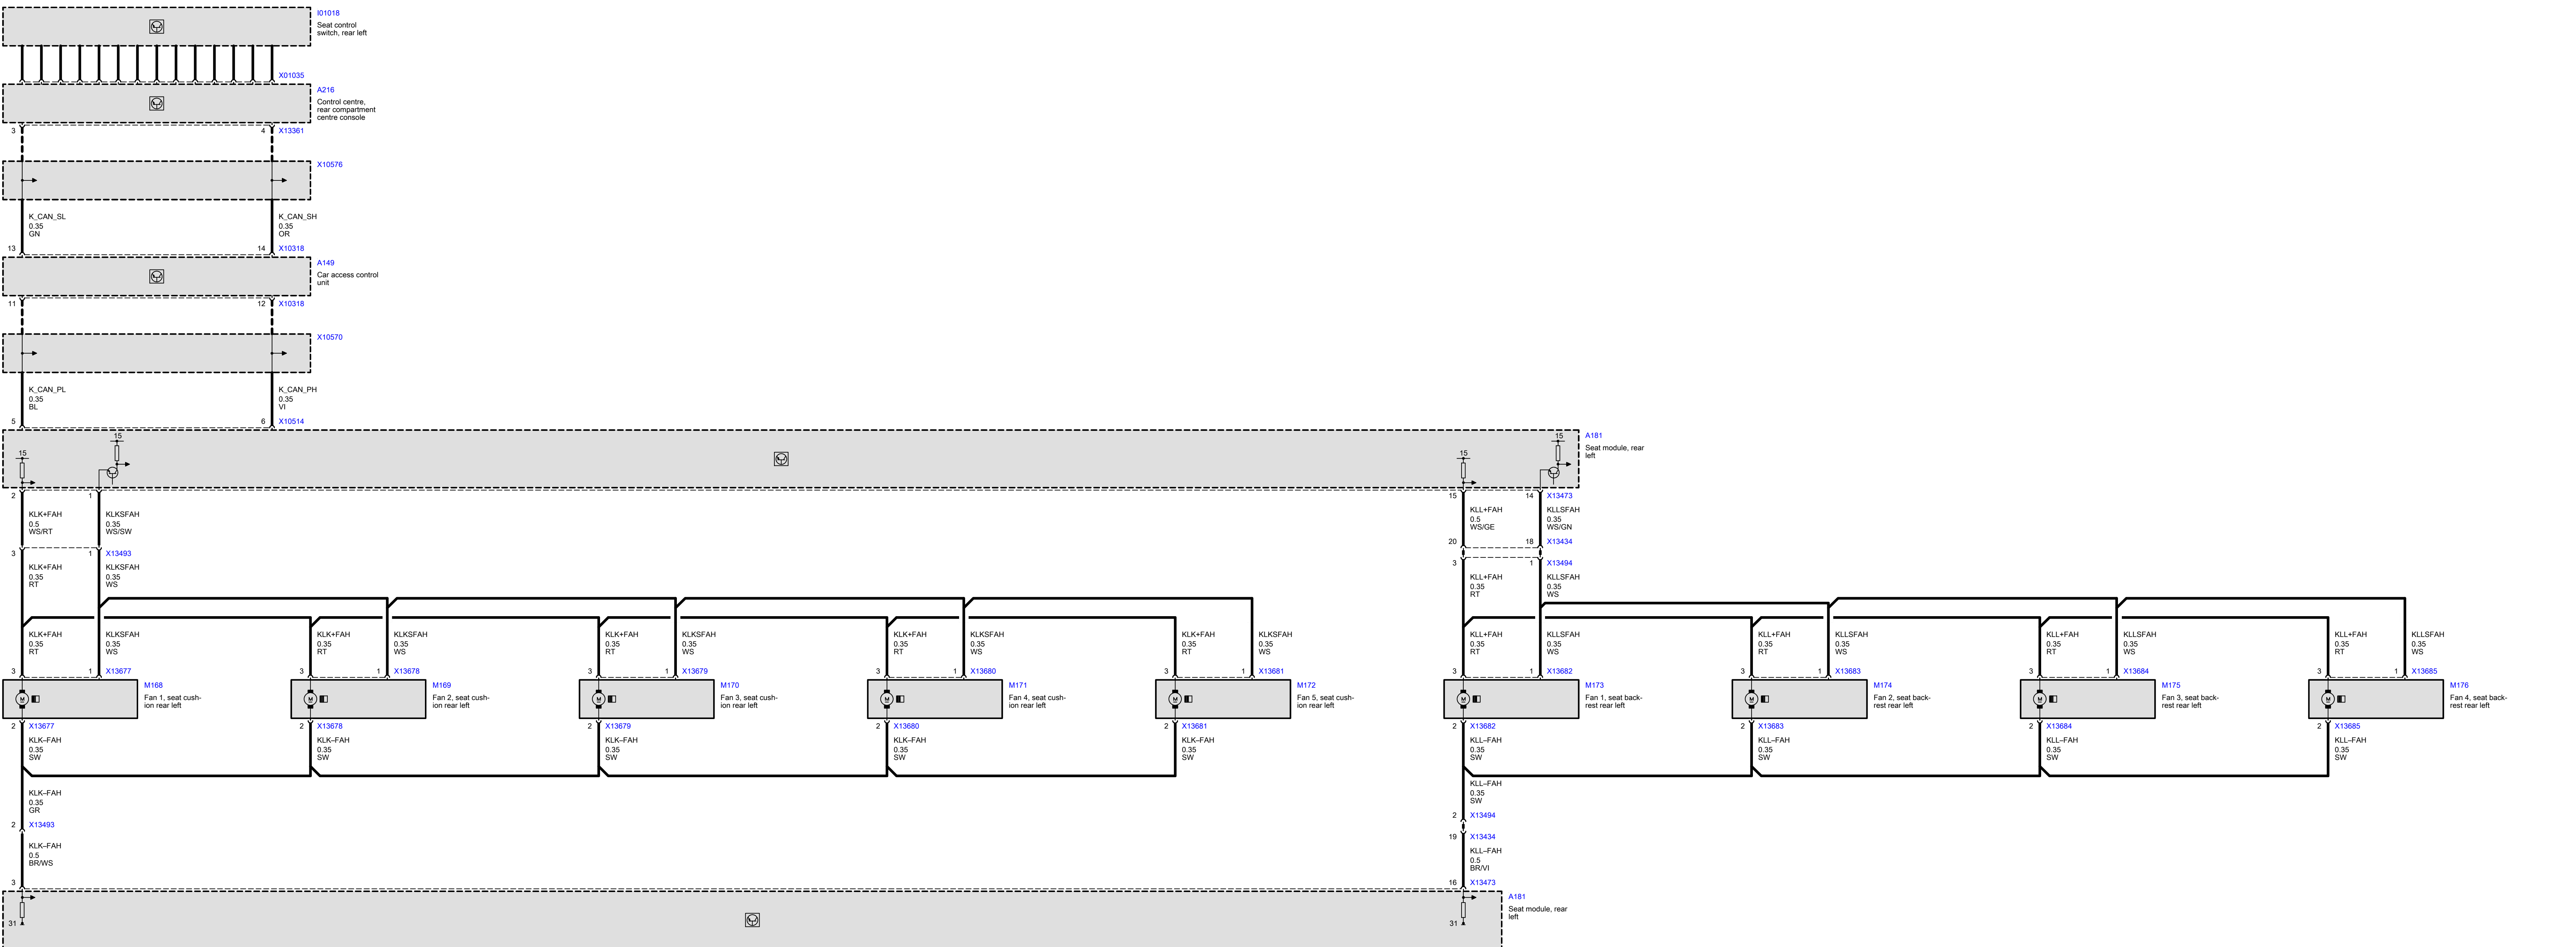 I01018
Seat control
switch, rear left
X01035
A216
Control centre,
rear compartment
centre console
3 4 X13361
X10576
K_CAN_SL K_CAN_SH
0.35 0.35
GN OR
13 14 X10318
A149
Car access control
unit
11 12 X10318
X10570
K_CAN_PL K_CAN_PH
0.35 0.35
BL VI
5 6 X10514
15 15 15 15 A181
Seat module, rear
left
2 1 15 14 X13473
KLK+FAH KLKSFAH KLL+FAH KLLSFAH
0.5 0.35 0.5 0.35
WS/RT WS/SW WS/GE WS/GN
20 18 X13434
3 1 X13493 3 1 X13494
KLK+FAH KLKSFAH KLL+FAH KLLSFAH
0.35 0.35 0.35 0.35
RT WS RT WS
KLK+FAH KLKSFAH KLK+FAH KLKSFAH KLK+FAH KLKSFAH KLK+FAH KLKSFAH KLK+FAH KLKSFAH KLL+FAH KLLSFAH KLL+FAH KLLSFAH KLL+FAH KLLSFAH KLL+FAH KLLSFAH
0.35 0.35 0.35 0.35 0.35 0.35 0.35 0.35 0.35 0.35 0.35 0.35 0.35 0.35 0.35 0.35 0.35 0.35
RT WS RT WS RT WS RT WS RT WS RT WS RT WS RT WS RT WS
3 1 X13677 3 1 X13678 3 1 X13679 3 1 X13680 3 1 X13681 3 1 X13682 3 1 X13683 3 1 X13684 3 1 X13685
M168 M169 M170 M171 M172 M173 M174 M175 M176
M Fan 1, seat cush- M Fan 2, seat cush- M Fan 3, seat cush- M Fan 4, seat cush- M Fan 5, seat cush- M Fan 1, seat back- M Fan 2, seat back- M Fan 3, seat back- M Fan 4, seat back-
ion rear left ion rear left ion rear left ion rear left ion rear left rest rear left rest rear left rest rear left rest rear left
2 X13677 2 X13678 2 X13679 2 X13680 2 X13681 2 X13682 2 X13683 2 X13684 2 X13685
KLK–FAH KLK–FAH KLK–FAH KLK–FAH KLK–FAH KLL–FAH KLL–FAH KLL–FAH KLL–FAH
0.35 0.35 0.35 0.35 0.35 0.35 0.35 0.35 0.35
SW SW SW SW SW SW SW SW SW
KLK–FAH KLL–FAH
0.35 0.35
GR SW
2 X13493 2 X13494
19 X13434
KLK–FAH KLL–FAH
0.5 0.5
BR/WS BR/VI
3 16 X13473
A181
Seat module, rear
left
31 31